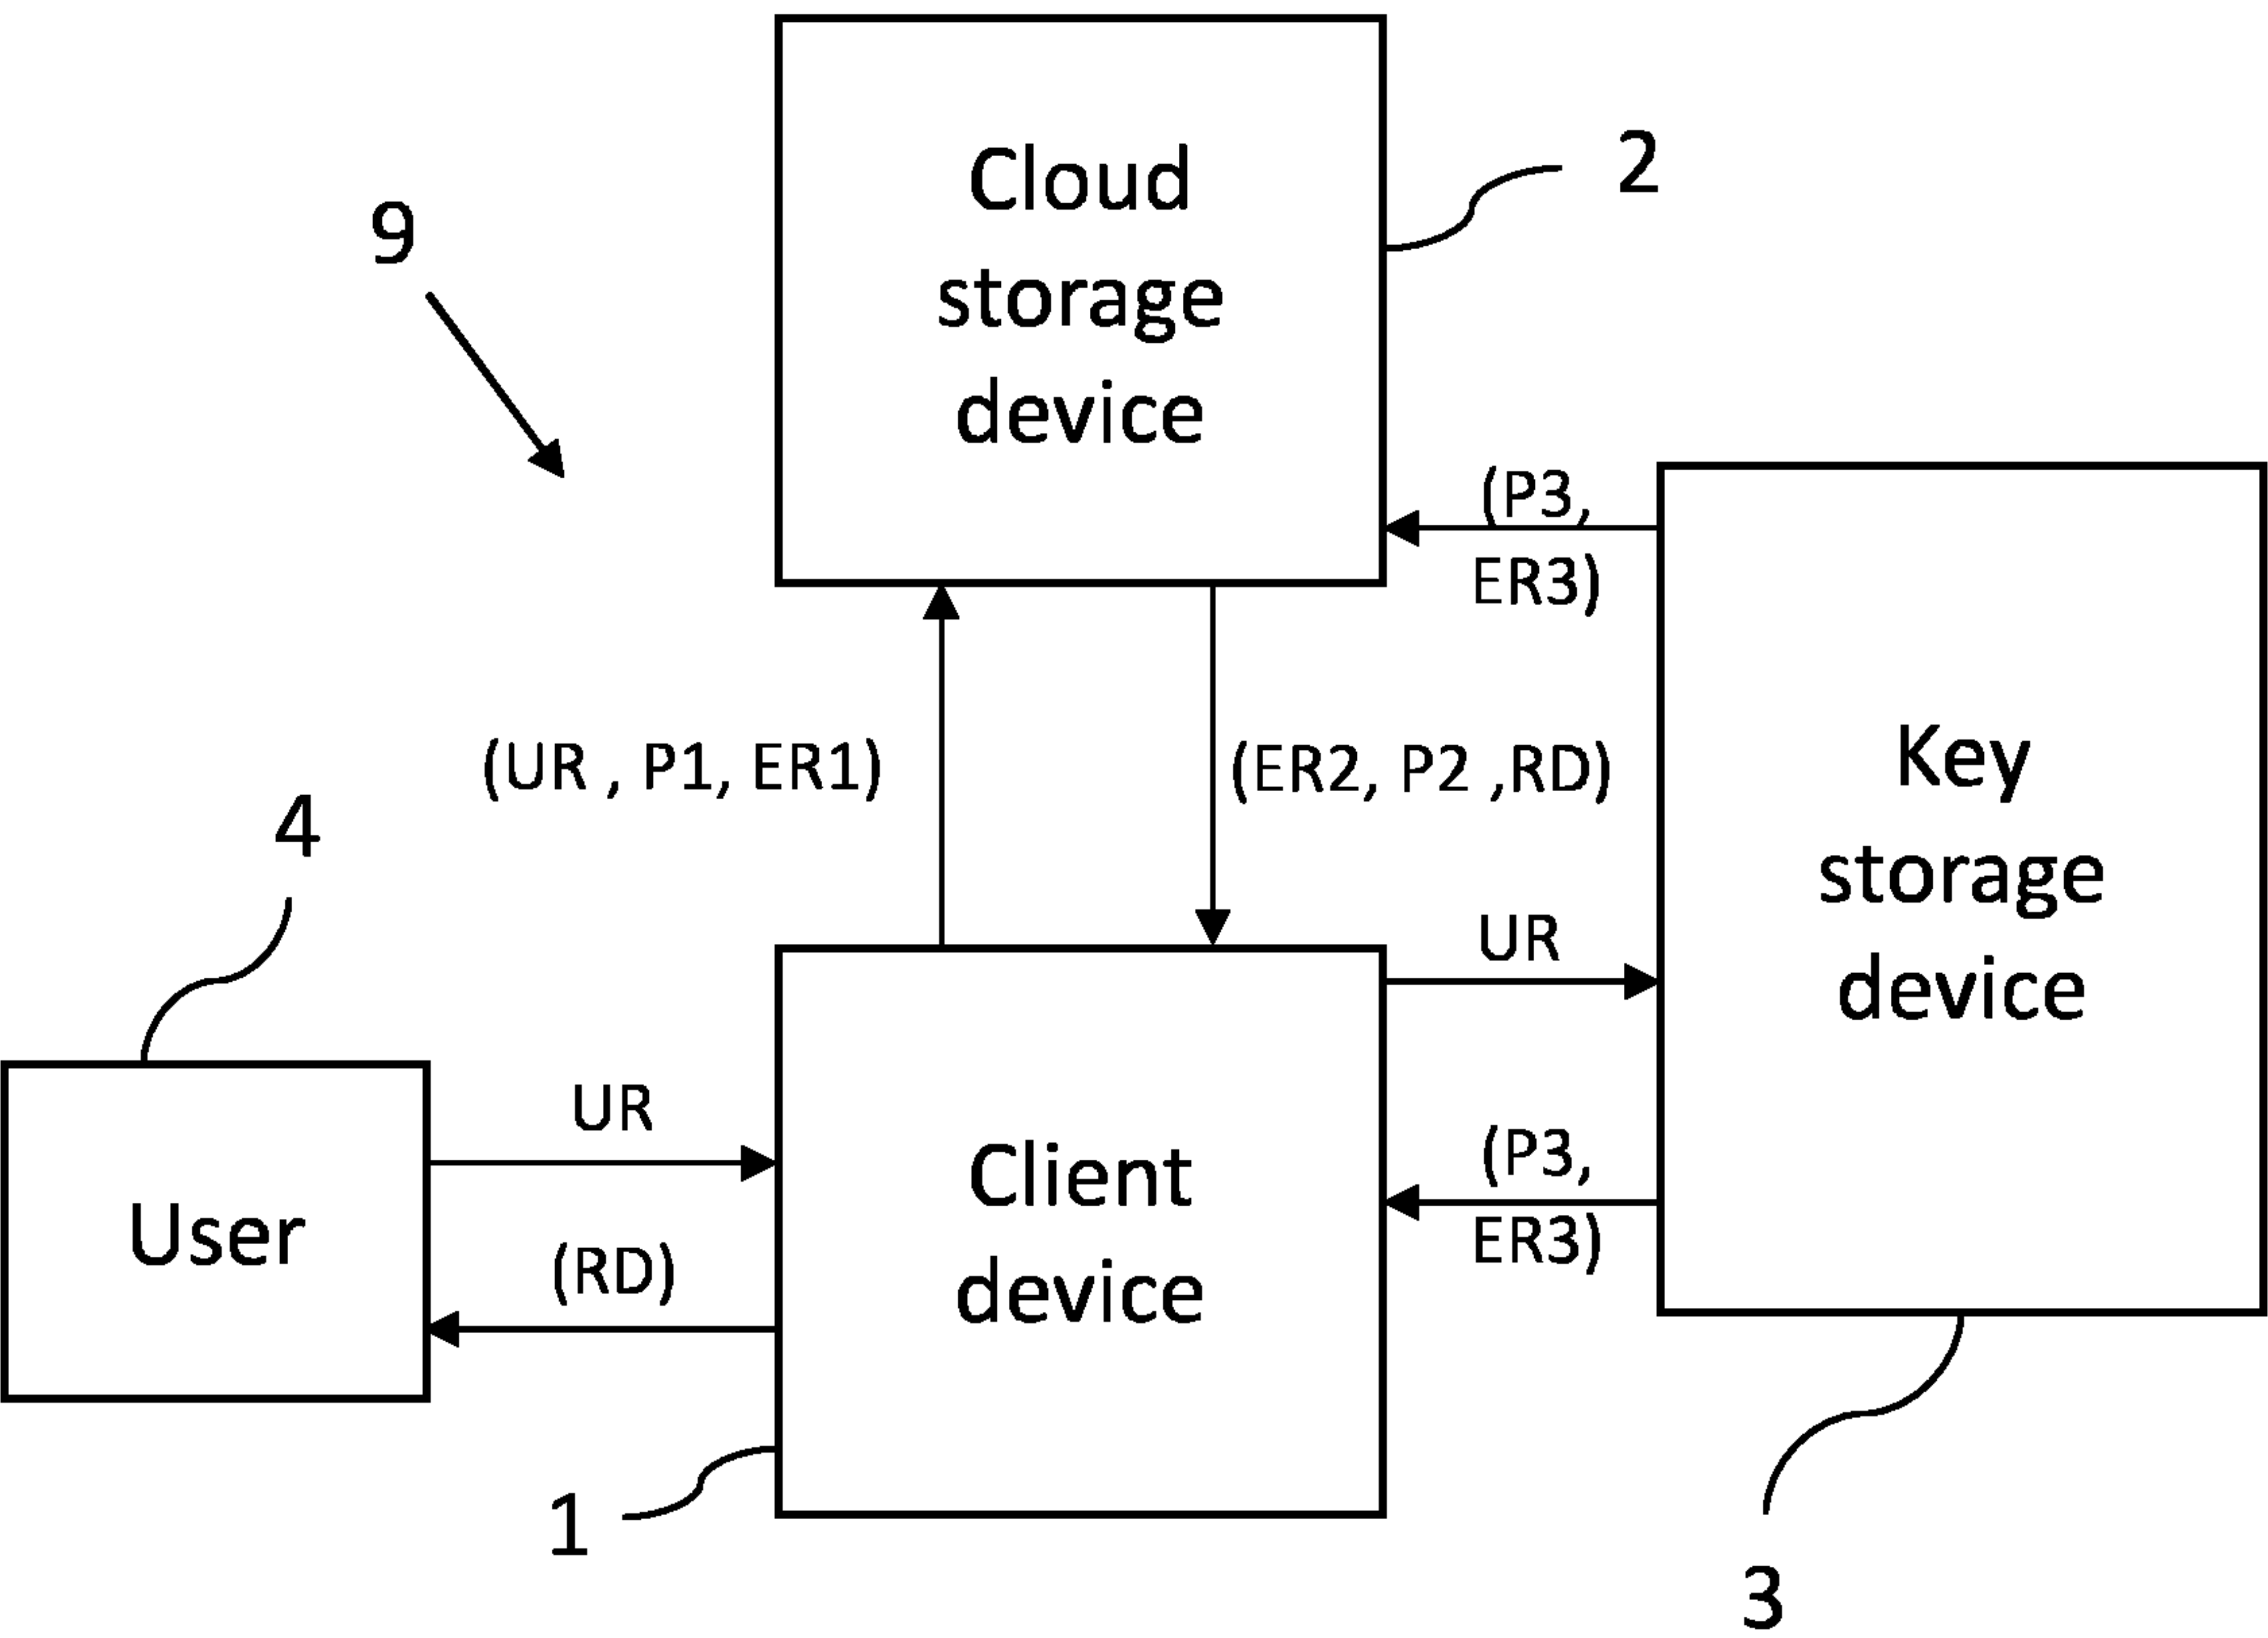 Cloud
storage
device
2
9
(P3,
ER3)
(UR , P1, ER1)
(ER2, P2 ,RD)
Key
storage
device
4
UR
UR
(P3,
ER3)
Client
device
User
(RD)
1
3